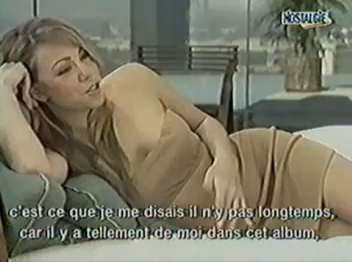 NOSTALGIE
c'est ce que je me disais il n'y pas longtemps,
car il y a tellement de moi dans cet album,